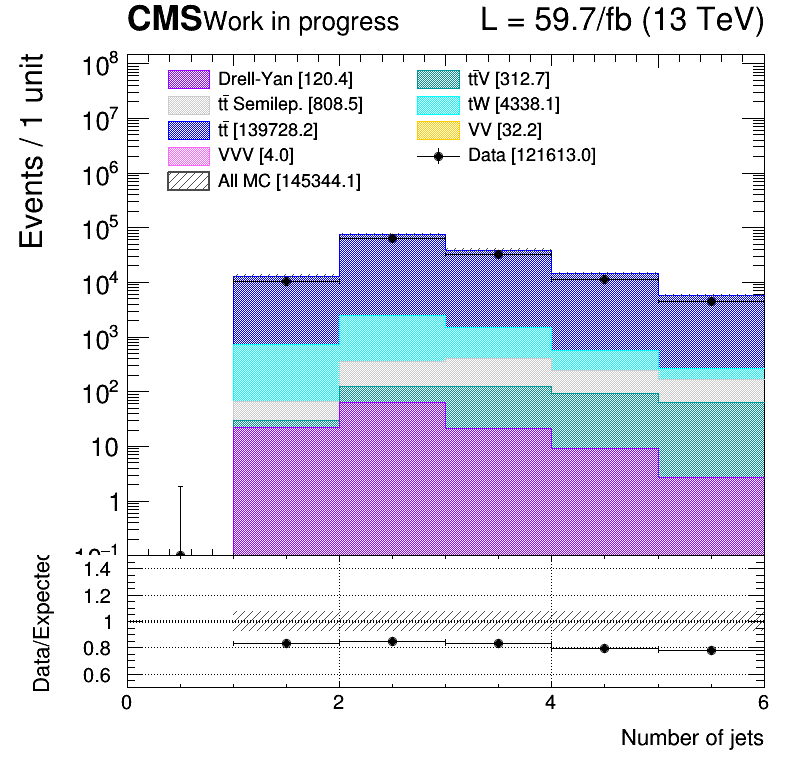 CMS Work in progress L = 59.7/fb (13 TeV)
Events / 1 unit
10⁸
10⁷
10⁶
10⁵
10⁴
10³
10²
10
1
10⁻¹
Drell-Yan [120.4]
tt̄V [312.7]
tt̄ Semilep. [808.5]
tW [4338.1]
tt̄ [139728.2]
VV [32.2]
VVV [4.0]
Data [121613.0]
All MC [145344.1]
Data/Expected
1.4
1.2
1
0.8
0.6
0 2 4 6
Number of jets